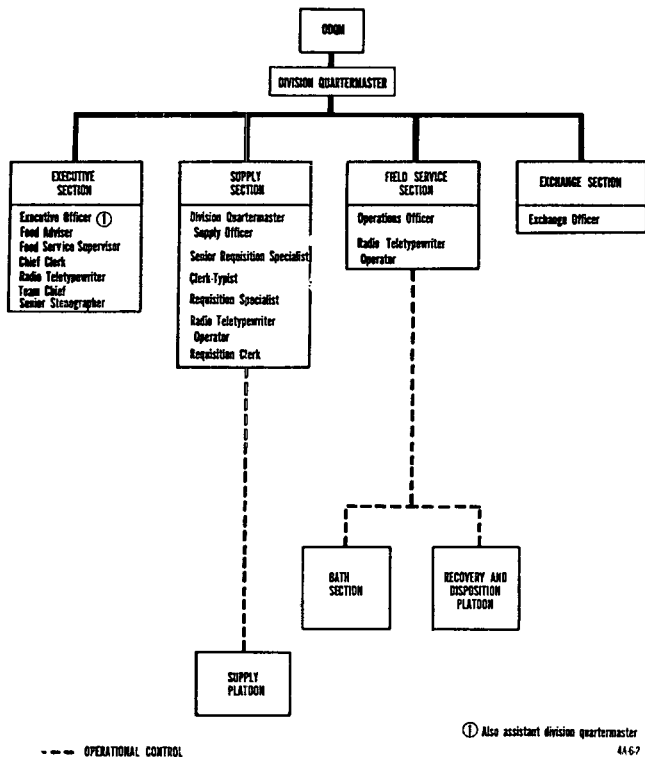 ODQM
DIVISION QUARTERMASTER
EXECUTIVE
SECTION
Executive Officer ①
Food Adviser
Food Service Supervisor
Chief Clerk
Radio Teletypewriter
Team Chief
Senior Stenographer
SUPPLY
SECTION
Division Quartermaster
Supply Officer
Senior Requisition Specialist
Clerk-Typist
Requisition Specialist
Radio Teletypewriter
Operator
Requisition Clerk
FIELD SERVICE
SECTION
Operations Officer
Radio Teletypewriter
Operator
EXCHANGE SECTION
Exchange Officer
BATH
SECTION
RECOVERY AND
DISPOSITION
PLATOON
SUPPLY
PLATOON
① Also assistant division quartermaster
OPERATIONAL CONTROL
4A-6-7